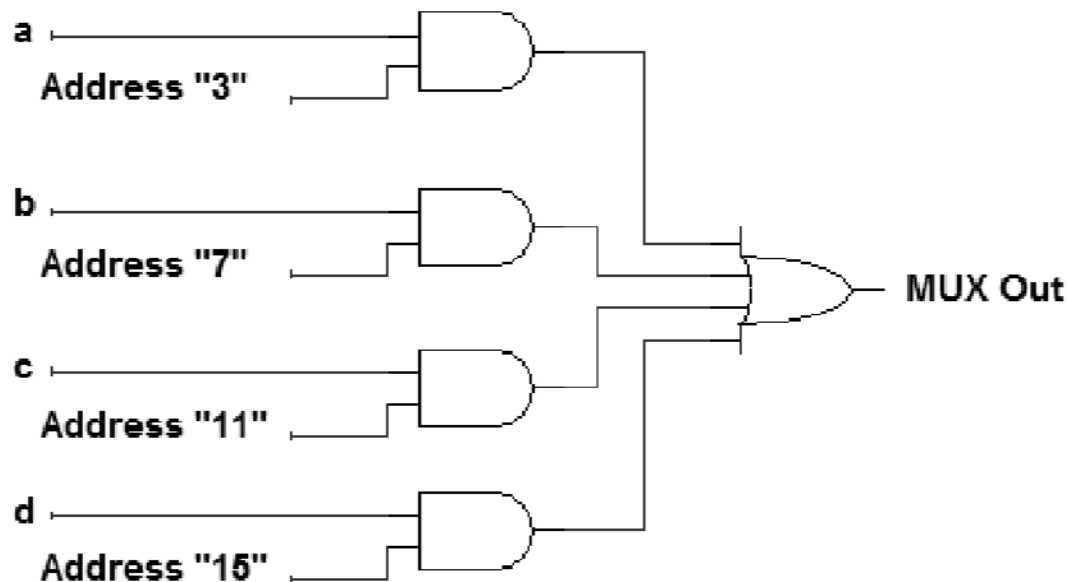 a
Address "3"
b
Address "7"
MUX Out
c
Address "11"
d
Address "15"